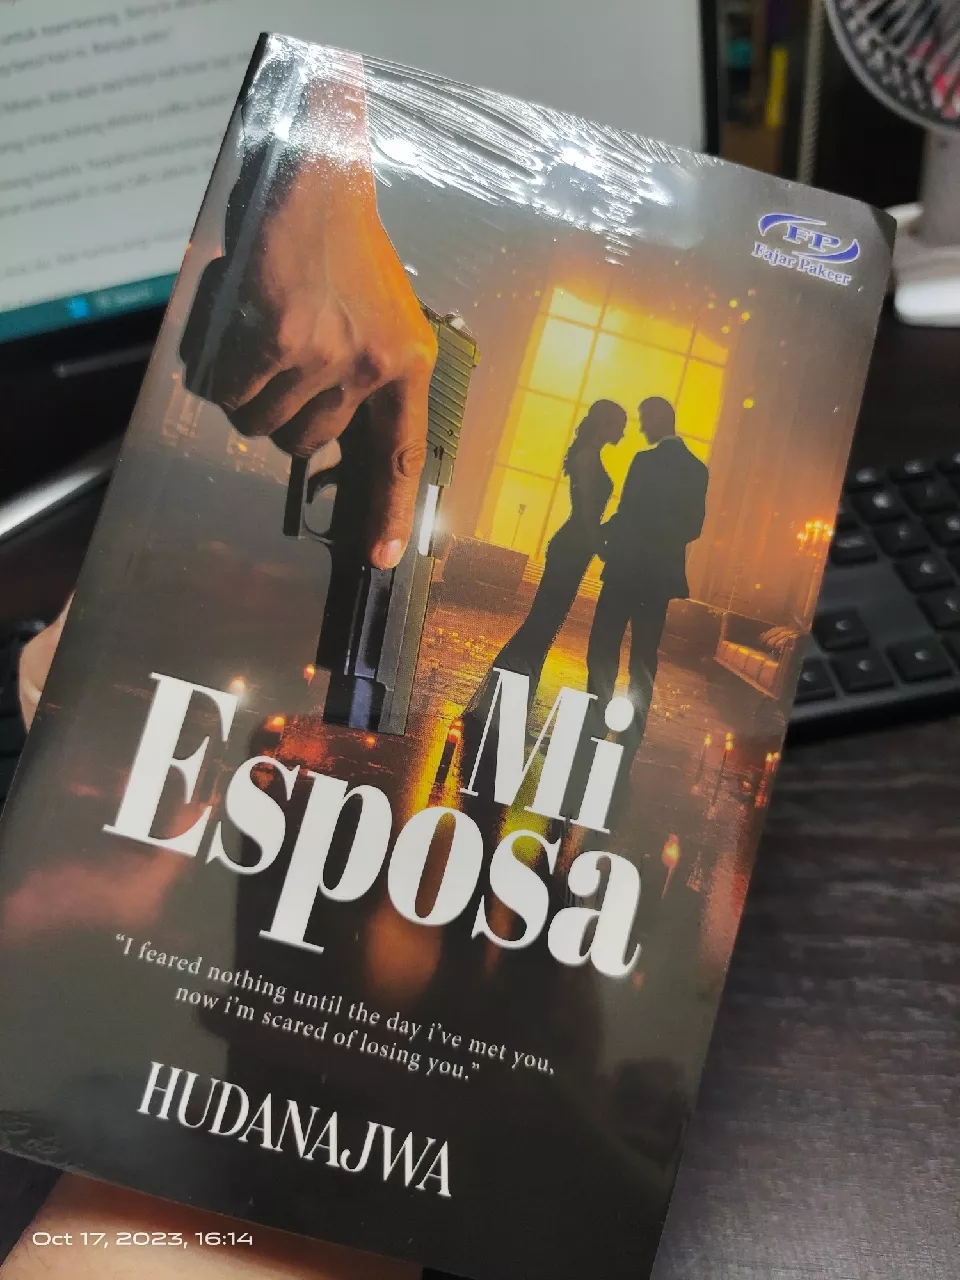 FP
Fajar Pakeer
Mi
Esposa
“I feared nothing until the day i’ve met you,
now i’m scared of losing you.”
HUDANAJWA
Oct 17, 2023, 16:14